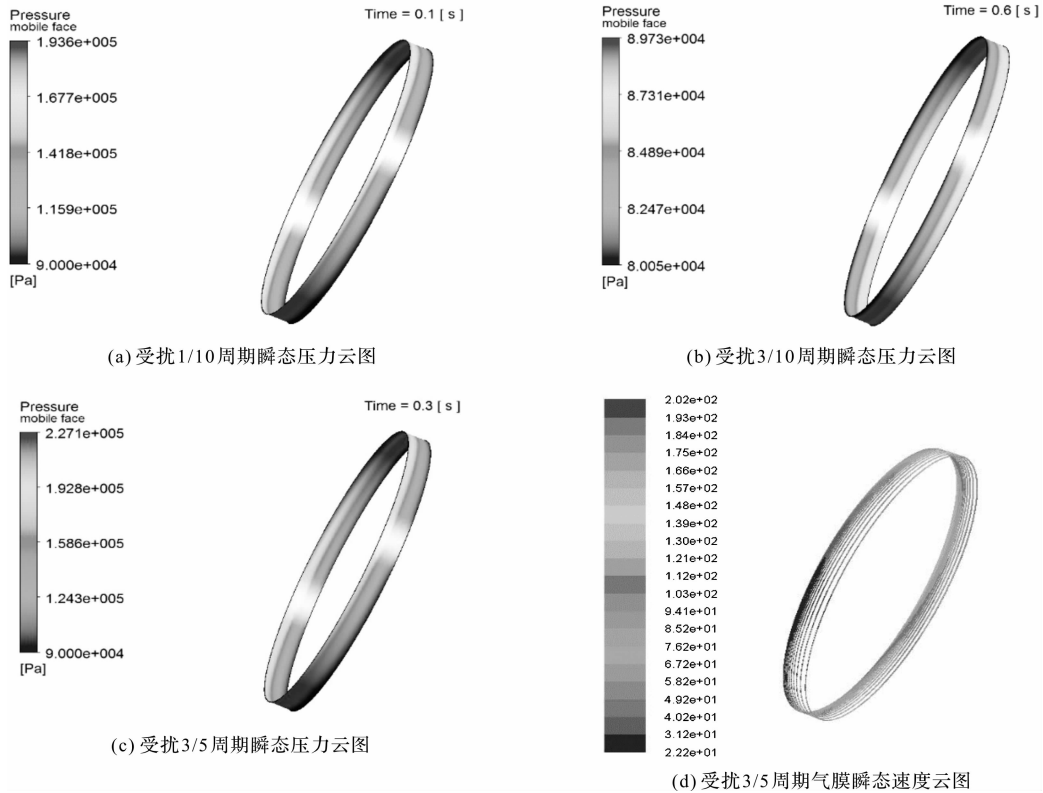 Pressure
mobile face
Time = 0.1 [ s ]
1.936e+005
1.677e+005
1.418e+005
1.159e+005
9.000e+004
[Pa]
(a) 受扰1/10周期瞬态压力云图
Pressure
mobile face
Time = 0.6 [ s ]
8.973e+004
8.731e+004
8.489e+004
8.247e+004
8.005e+004
[Pa]
(b) 受扰3/10周期瞬态压力云图
Pressure
mobile face
Time = 0.3 [ s ]
2.271e+005
1.928e+005
1.586e+005
1.243e+005
9.000e+004
[Pa]
(c) 受扰3/5周期瞬态压力云图
2.02e+02
1.93e+02
1.84e+02
1.75e+02
1.66e+02
1.57e+02
1.48e+02
1.39e+02
1.30e+02
1.21e+02
1.12e+02
1.03e+02
9.41e+01
8.52e+01
7.62e+01
6.72e+01
5.82e+01
4.92e+01
4.02e+01
3.12e+01
2.22e+01
(d) 受扰3/5周期气膜瞬态速度云图